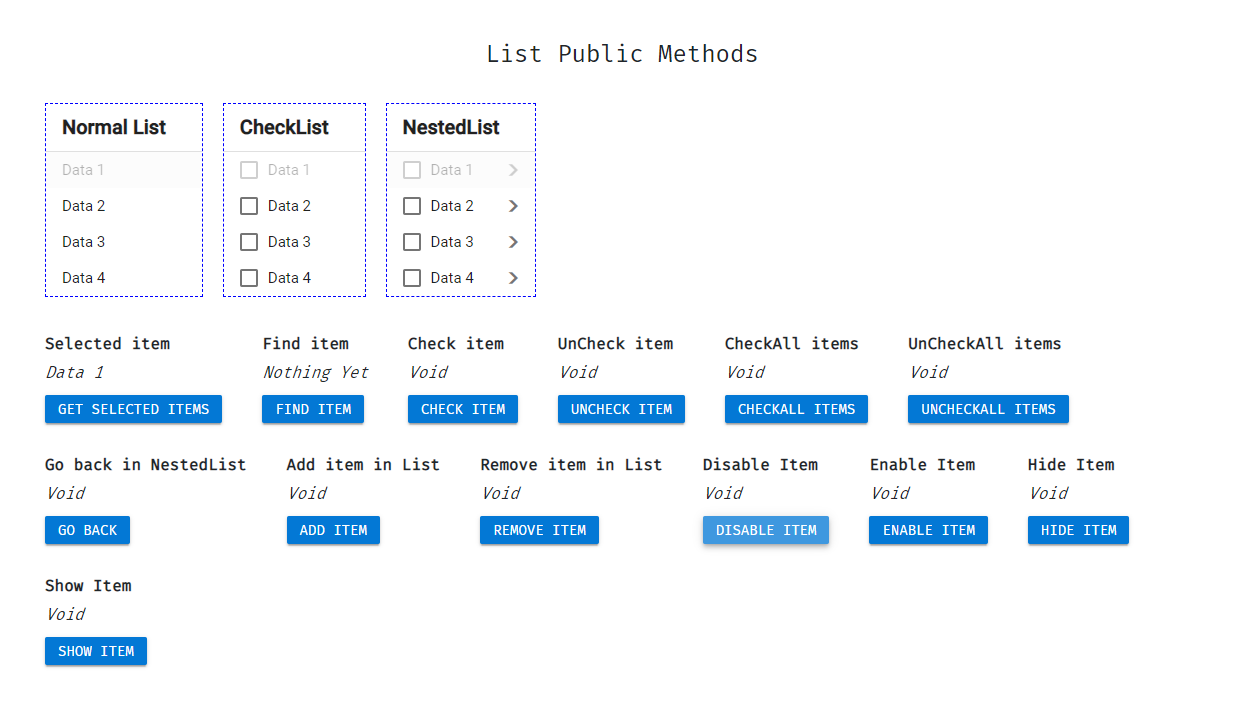 List Public Methods
Normal List
Data 1
Data 2
Data 3
Data 4
CheckList
Data 1
Data 2
Data 3
Data 4
NestedList
Data 1
Data 2
Data 3
Data 4
Selected item
Data 1
GET SELECTED ITEMS
Find item
Nothing Yet
FIND ITEM
Check item
Void
CHECK ITEM
UnCheck item
Void
UNCHECK ITEM
CheckAll items
Void
CHECKALL ITEMS
UnCheckAll items
Void
UNCHECKALL ITEMS
Go back in NestedList
Void
GO BACK
Add item in List
Void
ADD ITEM
Remove item in List
Void
REMOVE ITEM
Disable Item
Void
DISABLE ITEM
Enable Item
Void
ENABLE ITEM
Hide Item
Void
HIDE ITEM
Show Item
Void
SHOW ITEM